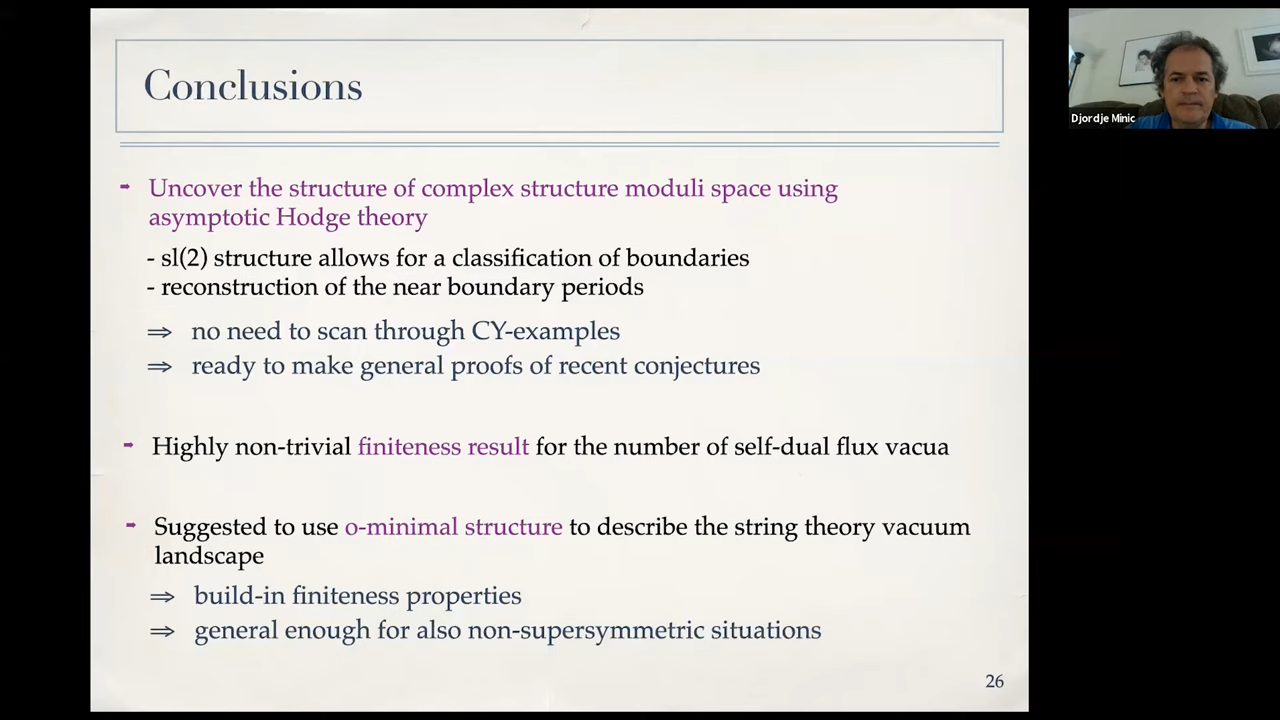 Conclusions
Uncover the structure of complex structure moduli space using
asymptotic Hodge theory
- sl(2) structure allows for a classification of boundaries
- reconstruction of the near boundary periods
⇒ no need to scan through CY-examples
⇒ ready to make general proofs of recent conjectures
Highly non-trivial finiteness result for the number of self-dual flux vacua
Suggested to use o-minimal structure to describe the string theory vacuum
landscape
⇒ build-in finiteness properties
⇒ general enough for also non-supersymmetric situations
26
Djordje Minic